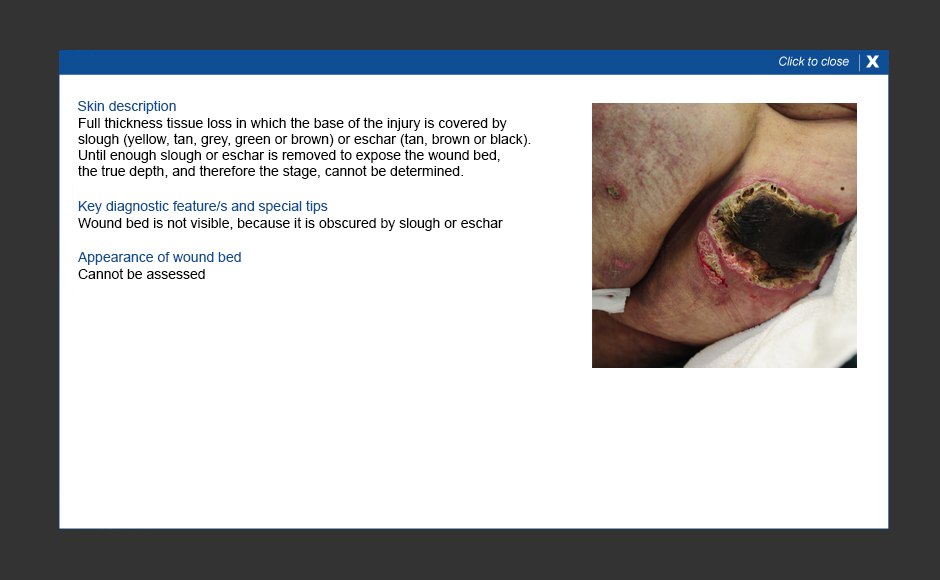 Click to close | X
Skin description
Full thickness tissue loss in which the base of the injury is covered by
slough (yellow, tan, grey, green or brown) or eschar (tan, brown or black).
Until enough slough or eschar is removed to expose the wound bed,
the true depth, and therefore the stage, cannot be determined.
Key diagnostic feature/s and special tips
Wound bed is not visible, because it is obscured by slough or eschar
Appearance of wound bed
Cannot be assessed